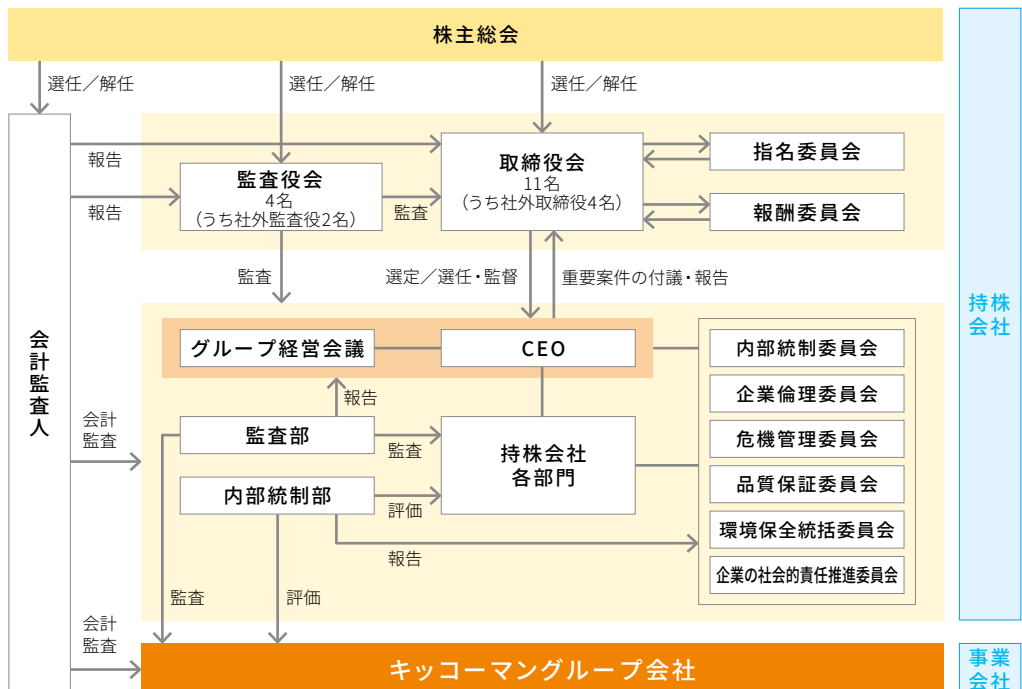 株主総会
選任／解任
選任／解任
選任／解任
報告
報告
監査役会
4名
（うち社外監査役2名）
監査
取締役会
11名
（うち社外取締役4名）
指名委員会
報酬委員会
監査
選定／選任・監督
重要案件の付議・報告
持株
会社
会計監査人
グループ経営会議
CEO
内部統制委員会
企業倫理委員会
危機管理委員会
品質保証委員会
環境保全統括委員会
企業の社会的責任推進委員会
報告
会計
監査
監査部
監査
持株会社
各部門
内部統制部
評価
報告
監査
評価
会計
監査
キッコーマングループ会社
事業
会社